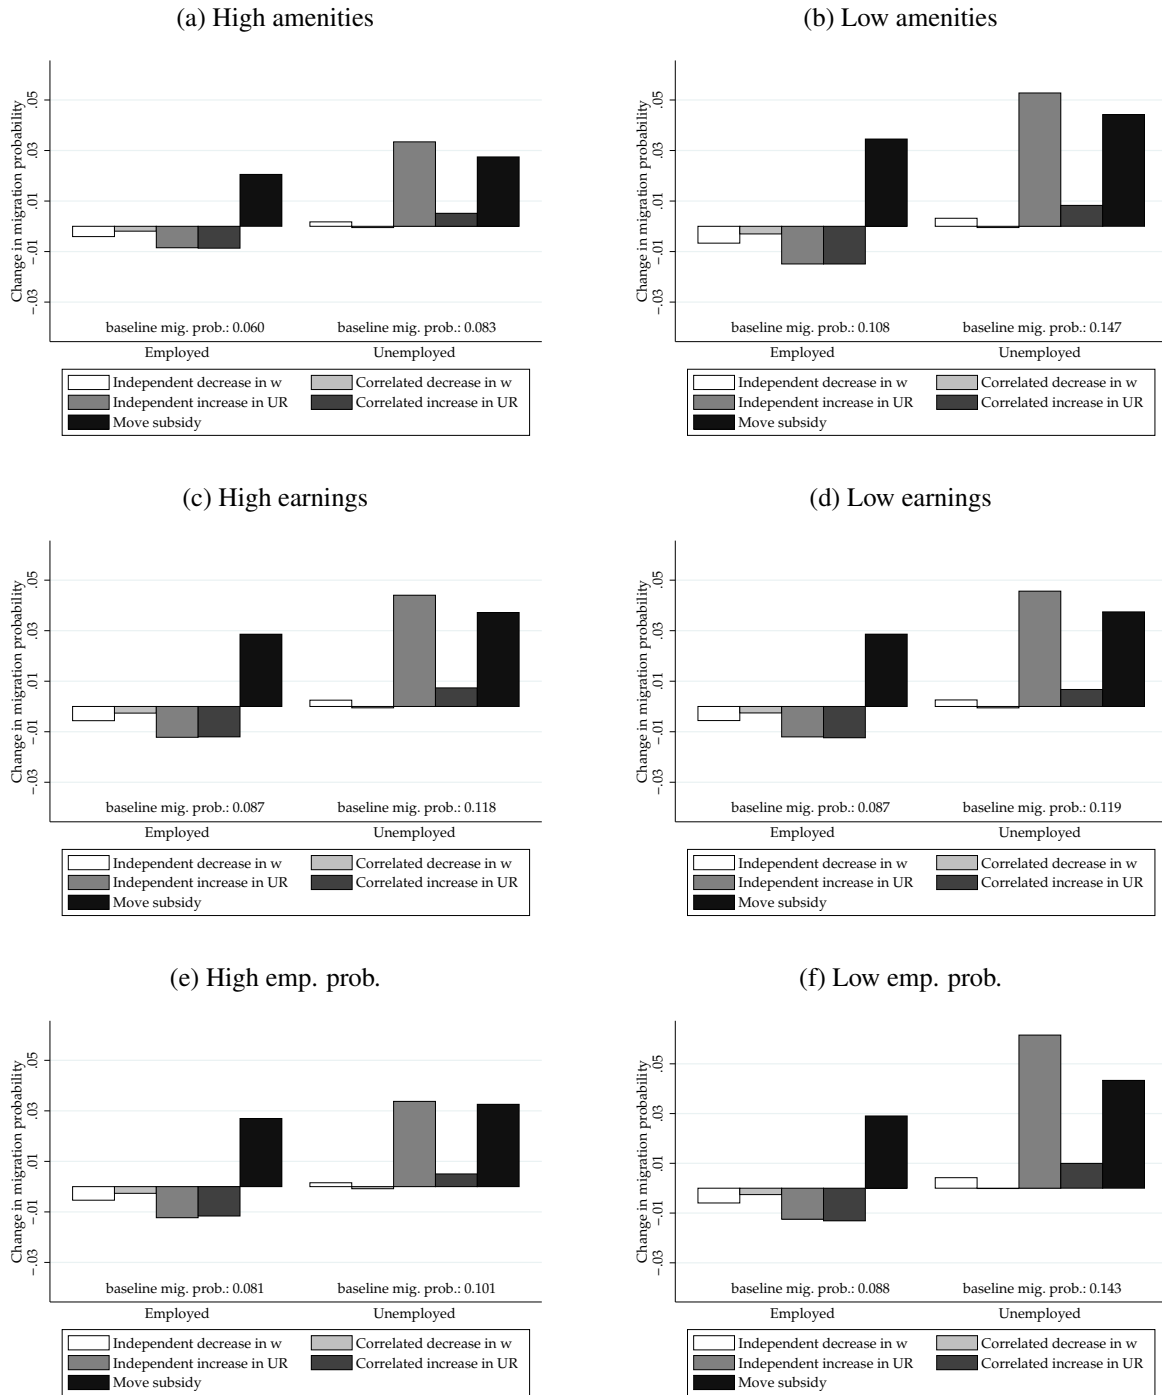 (a) High amenities
Change in migration probability
.05
.03
.01
-.01
-.03
baseline mig. prob.: 0.060
baseline mig. prob.: 0.083
Employed
Unemployed
Independent decrease in w
Correlated decrease in w
Independent increase in UR
Correlated increase in UR
Move subsidy
(b) Low amenities
Change in migration probability
.05
.03
.01
-.01
-.03
baseline mig. prob.: 0.108
baseline mig. prob.: 0.147
Employed
Unemployed
Independent decrease in w
Correlated decrease in w
Independent increase in UR
Correlated increase in UR
Move subsidy
(c) High earnings
Change in migration probability
.05
.03
.01
-.01
-.03
baseline mig. prob.: 0.087
baseline mig. prob.: 0.118
Employed
Unemployed
Independent decrease in w
Correlated decrease in w
Independent increase in UR
Correlated increase in UR
Move subsidy
(d) Low earnings
Change in migration probability
.05
.03
.01
-.01
-.03
baseline mig. prob.: 0.087
baseline mig. prob.: 0.119
Employed
Unemployed
Independent decrease in w
Correlated decrease in w
Independent increase in UR
Correlated increase in UR
Move subsidy
(e) High emp. prob.
Change in migration probability
.05
.03
.01
-.01
-.03
baseline mig. prob.: 0.081
baseline mig. prob.: 0.101
Employed
Unemployed
Independent decrease in w
Correlated decrease in w
Independent increase in UR
Correlated increase in UR
Move subsidy
(f) Low emp. prob.
Change in migration probability
.05
.03
.01
-.01
-.03
baseline mig. prob.: 0.088
baseline mig. prob.: 0.143
Employed
Unemployed
Independent decrease in w
Correlated decrease in w
Independent increase in UR
Correlated increase in UR
Move subsidy